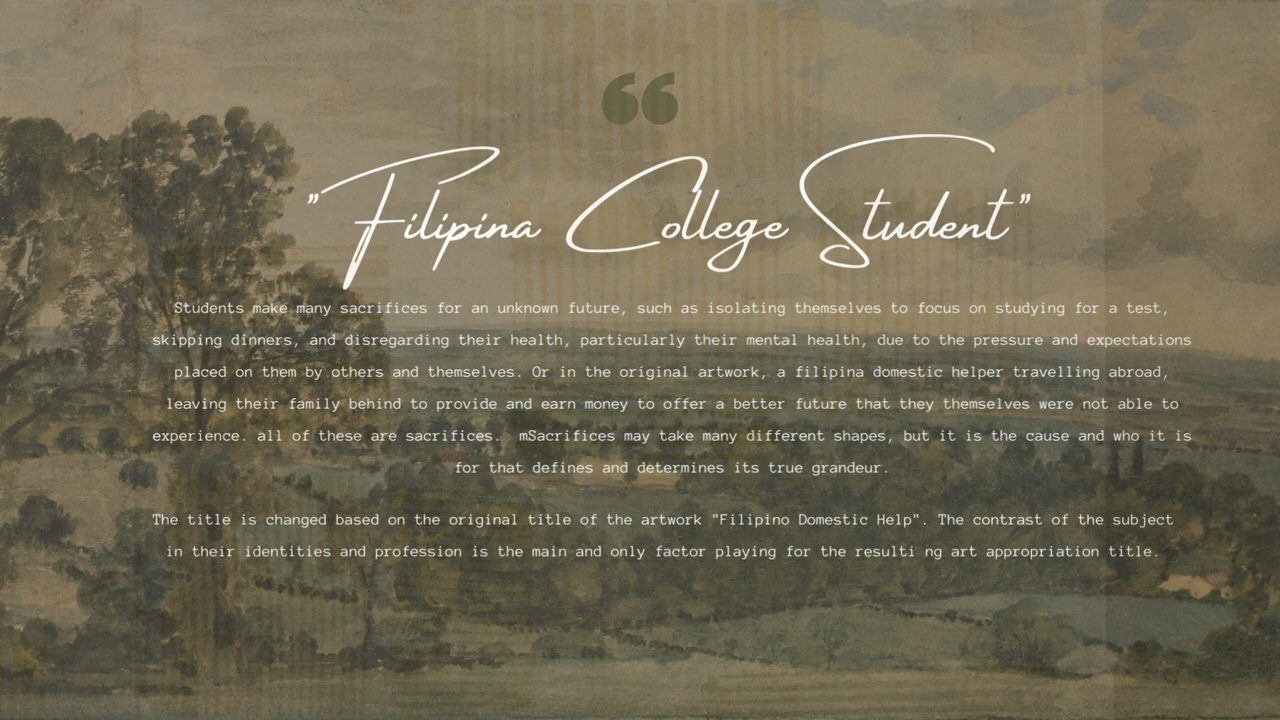 “
"Filipina College Student"
Students make many sacrifices for an unknown future, such as isolating themselves to focus on studying for a test,
skipping dinners, and disregarding their health, particularly their mental health, due to the pressure and expectations
placed on them by others and themselves. Or in the original artwork, a filipina domestic helper travelling abroad,
leaving their family behind to provide and earn money to offer a better future that they themselves were not able to
experience. all of these are sacrifices.  mSacrifices may take many different shapes, but it is the cause and who it is
for that defines and determines its true grandeur.
The title is changed based on the original title of the artwork "Filipino Domestic Help". The contrast of the subject
in their identities and profession is the main and only factor playing for the resulti ng art appropriation title.